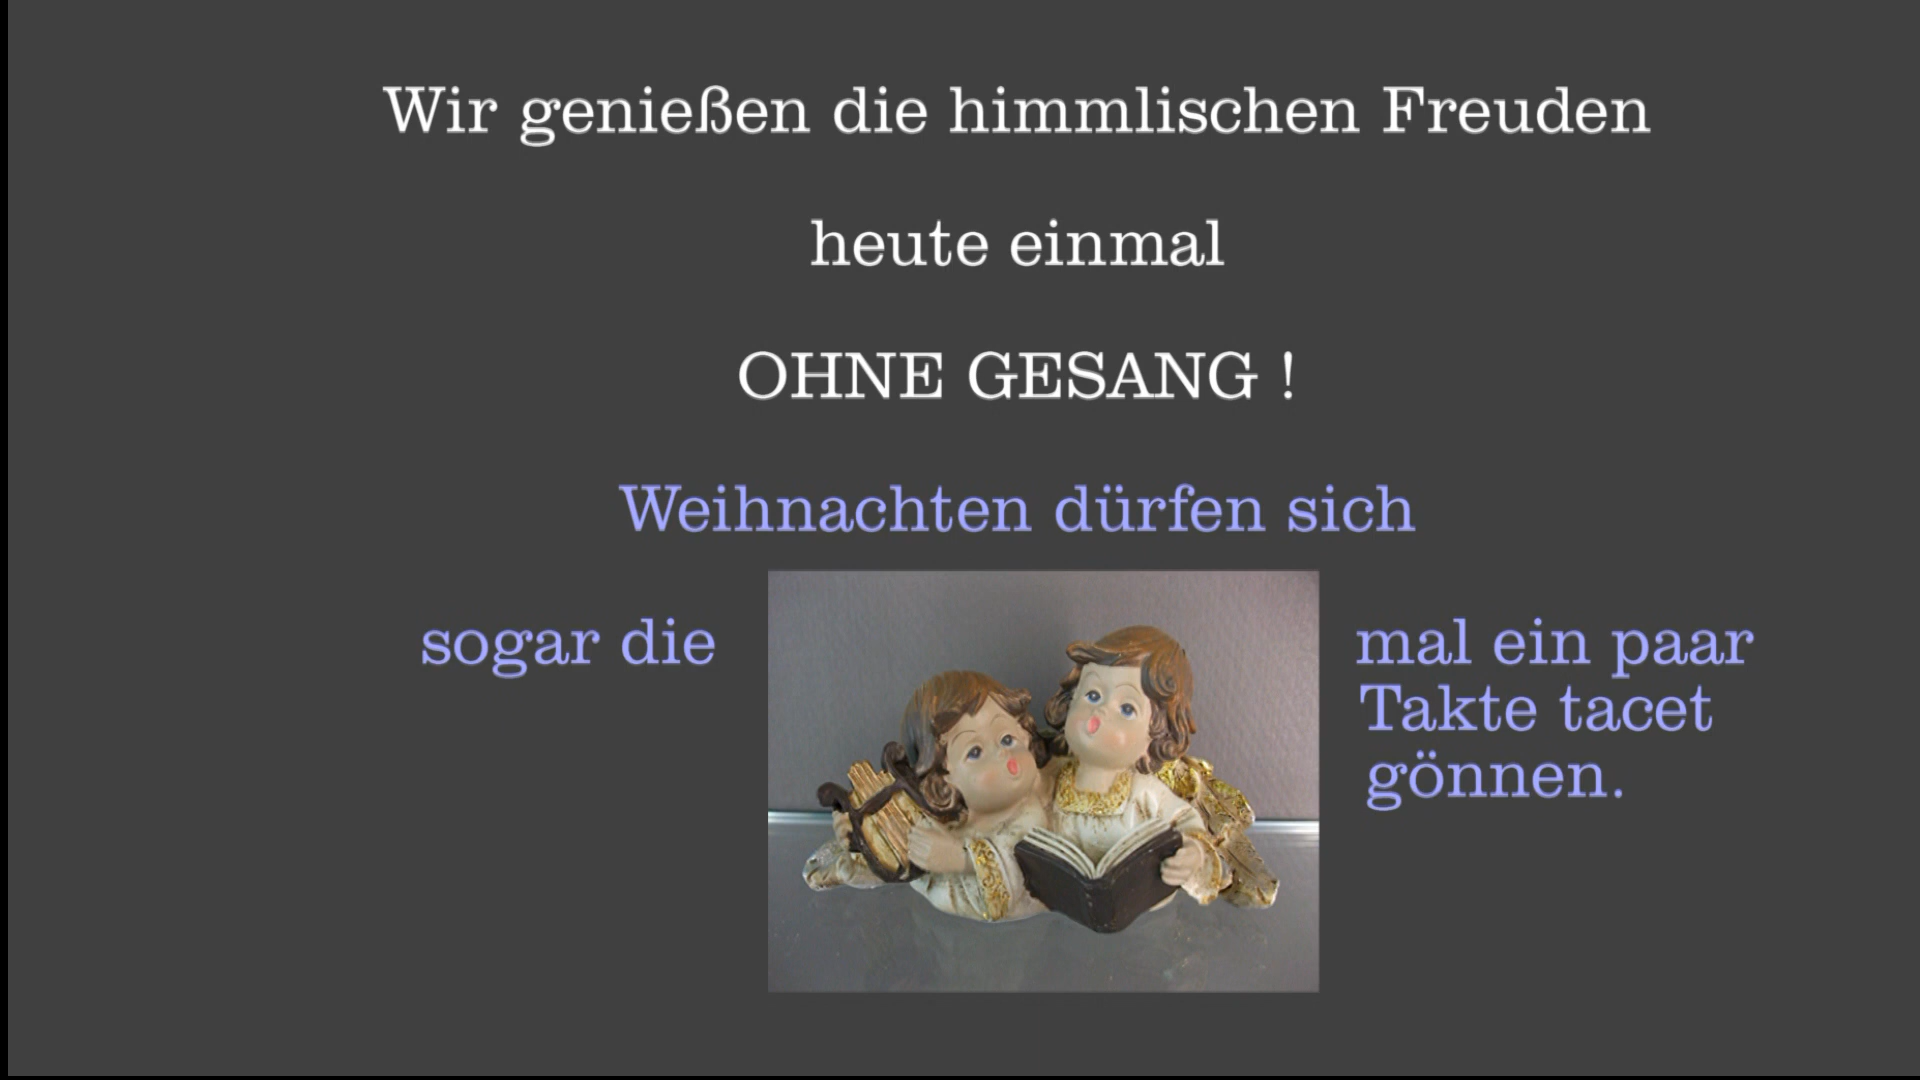 Wir genießen die himmlischen Freuden
heute einmal
OHNE GESANG !
Weihnachten dürfen sich
sogar die
mal ein paar
Takte tacet
gönnen.